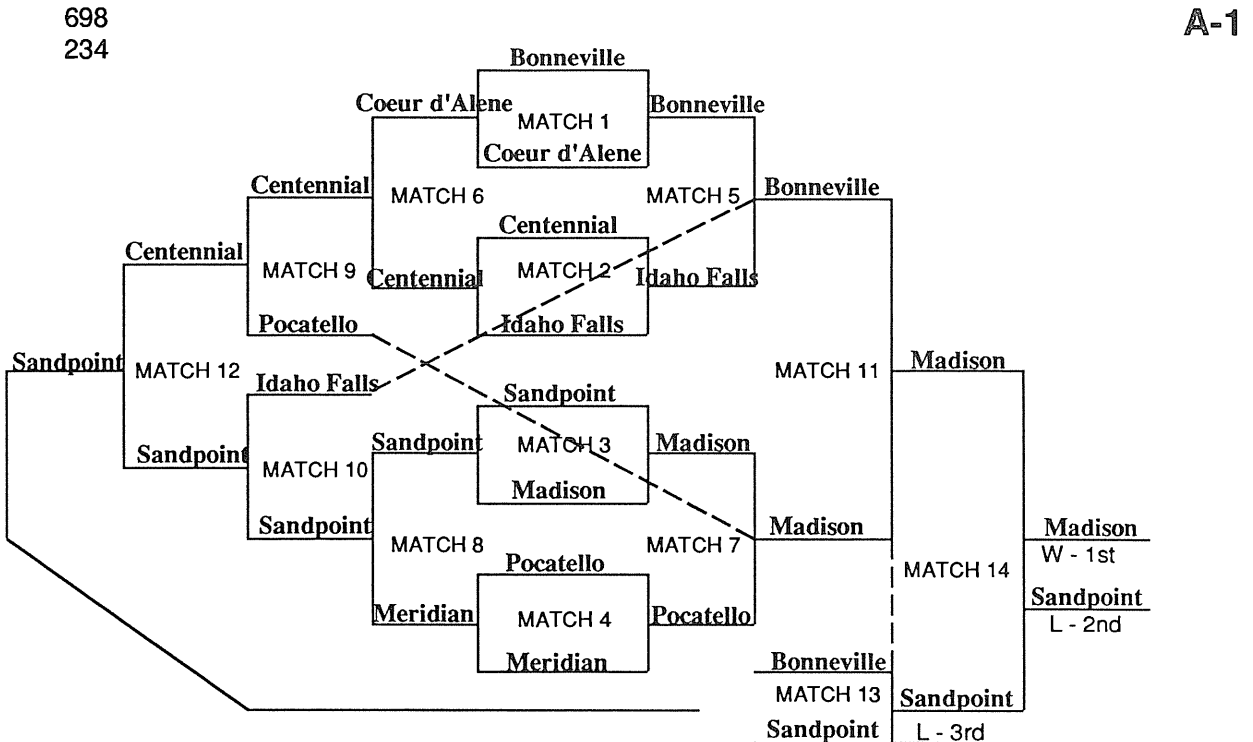 698
234
A-1
Bonneville
Coeur d'Alene
MATCH 1
Bonneville
Coeur d'Alene
Centennial
MATCH 6
MATCH 5
Bonneville
Centennial
Centennial
MATCH 9
Centennial
MATCH 2
Idaho Falls
Pocatello
Idaho Falls
Sandpoint
MATCH 12
Idaho Falls
MATCH 11
Madison
Sandpoint
Sandpoint
MATCH 3
Madison
Sandpoint
MATCH 10
Madison
Sandpoint
MATCH 8
MATCH 7
Madison
Madison
W - 1st
Pocatello
MATCH 14
Meridian
MATCH 4
Pocatello
Sandpoint
L - 2nd
Meridian
Bonneville
MATCH 13
Sandpoint
Sandpoint
L - 3rd